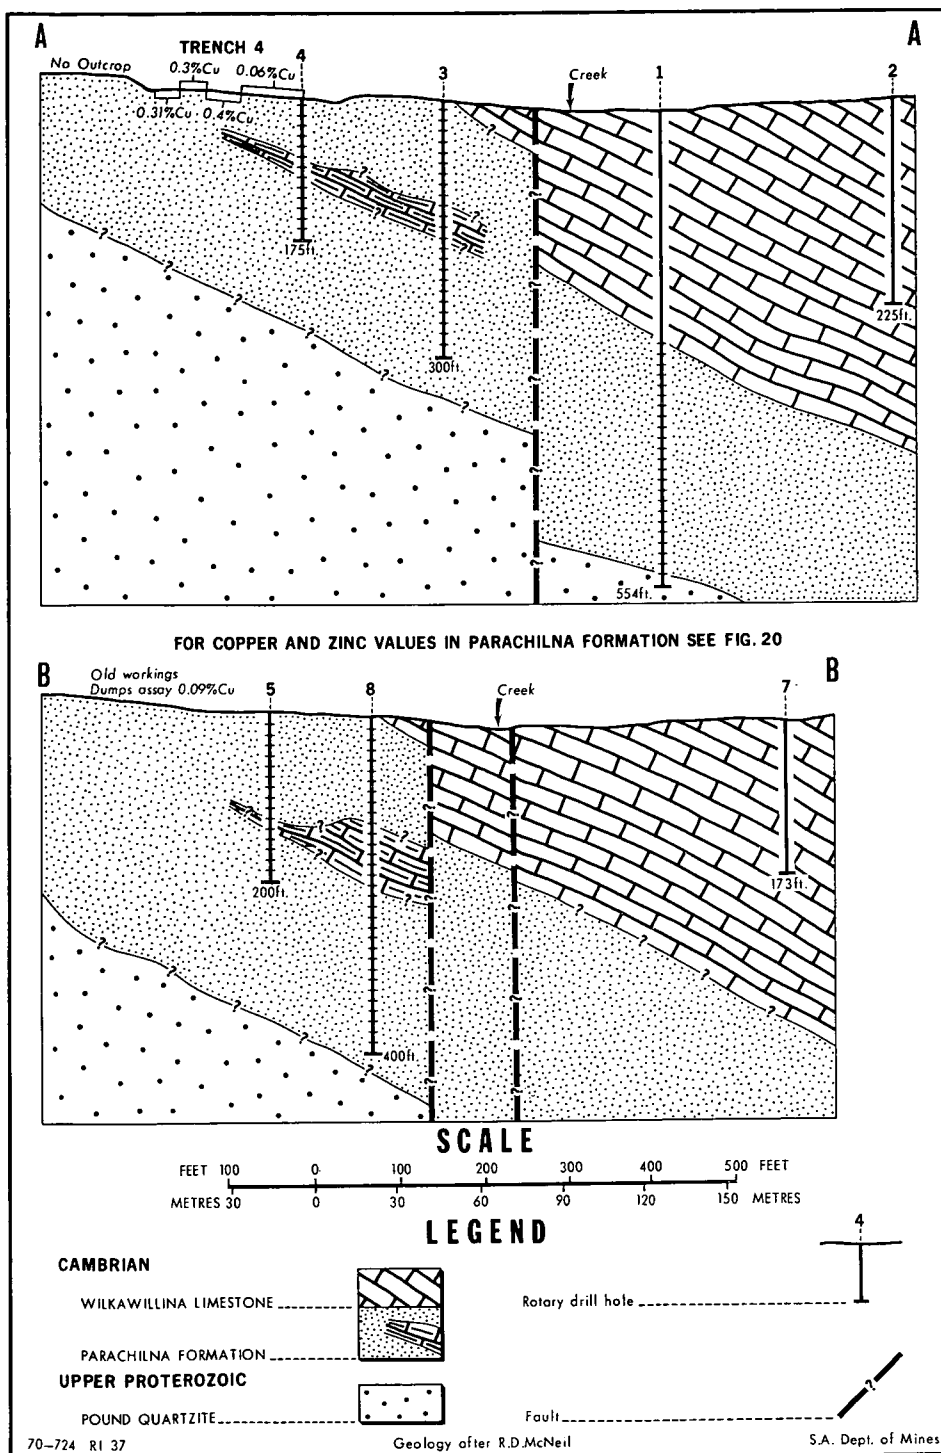 A A
TRENCH 4
No Outcrop 0.3%Cu 0.06%Cu 4 3 Creek 1 2
0.31%Cu 0.4%Cu
175ft.
225ft.
300ft.
554ft.
FOR COPPER AND ZINC VALUES IN PARACHILNA FORMATION SEE FIG. 20
B B
Old workings
Dumps assay 0.09%Cu 5 8 Creek 7
200ft. 173ft.
400ft.
SCALE
FEET 100 0 100 200 300 400 500 FEET
METRES 30 0 30 60 90 120 150 METRES
LEGEND
4
CAMBRIAN
WILKAWILLINA LIMESTONE
Rotary drill hole
PARACHILNA FORMATION
UPPER PROTEROZOIC
POUND QUARTZITE
Fault
70–724 RI 37 Geology after R.D.McNeil S.A. Dept. of Mines